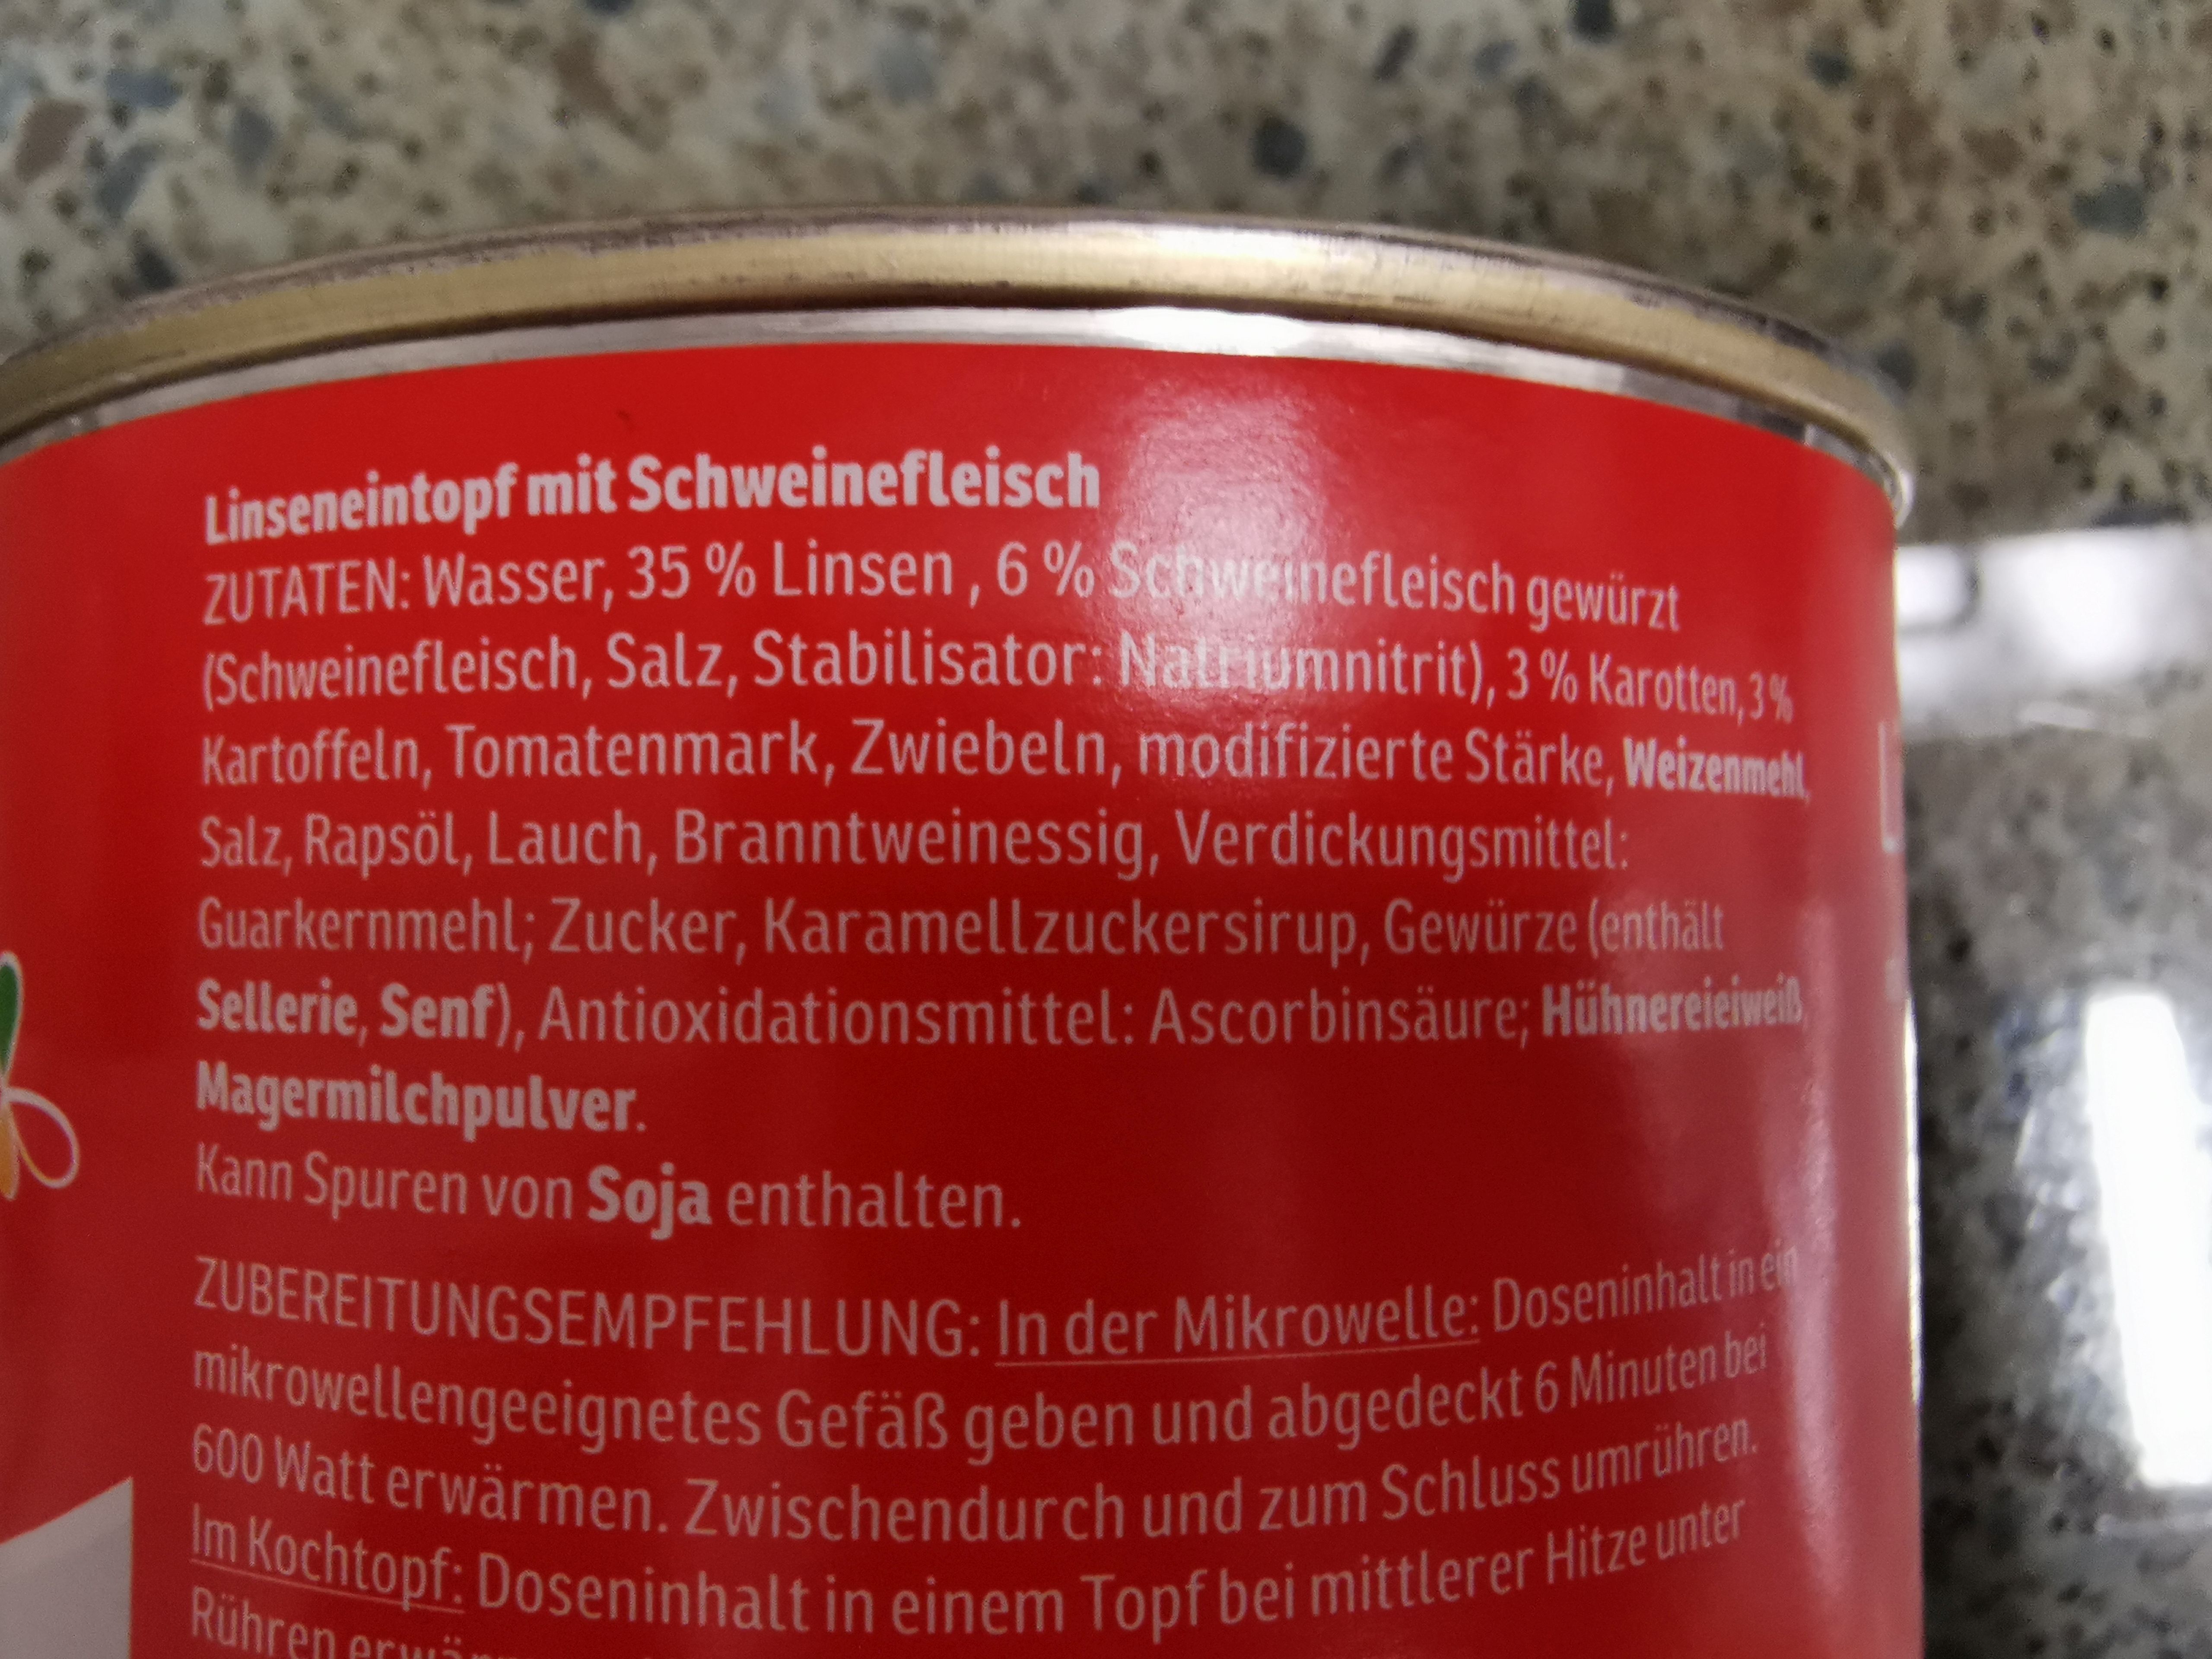 Linseneintopf mit Schweinefleisch
ZUTATEN: Wasser, 35 % Linsen , 6 % Schweinefleisch gewürzt
(Schweinefleisch, Salz, Stabilisator: Natriumnitrit), 3 % Karotten, 3 %
Kartoffeln, Tomatenmark, Zwiebeln, modifizierte Stärke, Weizenmehl,
Salz, Rapsöl, Lauch, Branntweinessig, Verdickungsmittel:
Guarkernmehl; Zucker, Karamellzuckersirup, Gewürze (enthält
Sellerie, Senf), Antioxidationsmittel: Ascorbinsäure; Hühnereieiweiß,
Magermilchpulver.
Kann Spuren von Soja enthalten.
ZUBEREITUNGSEMPFEHLUNG: In der Mikrowelle: Doseninhalt in ein
mikrowellengeeignetes Gefäß geben und abgedeckt 6 Minuten bei
600 Watt erwärmen. Zwischendurch und zum Schluss umrühren.
Im Kochtopf: Doseninhalt in einem Topf bei mittlerer Hitze unter
Rühren